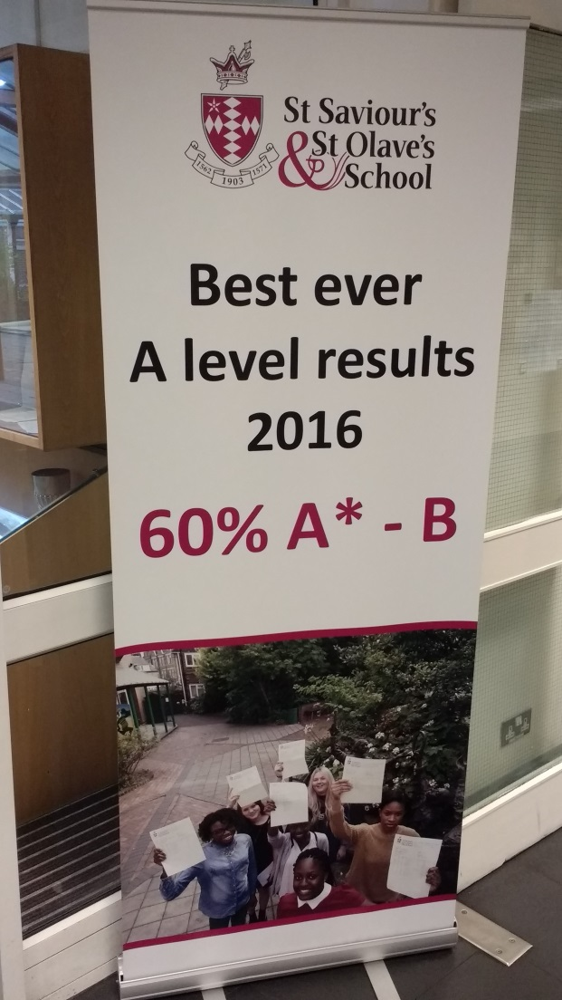 St Saviour's
& St Olave's
School
1562 1903 1571
Best ever
A level results
2016
60% A* - B